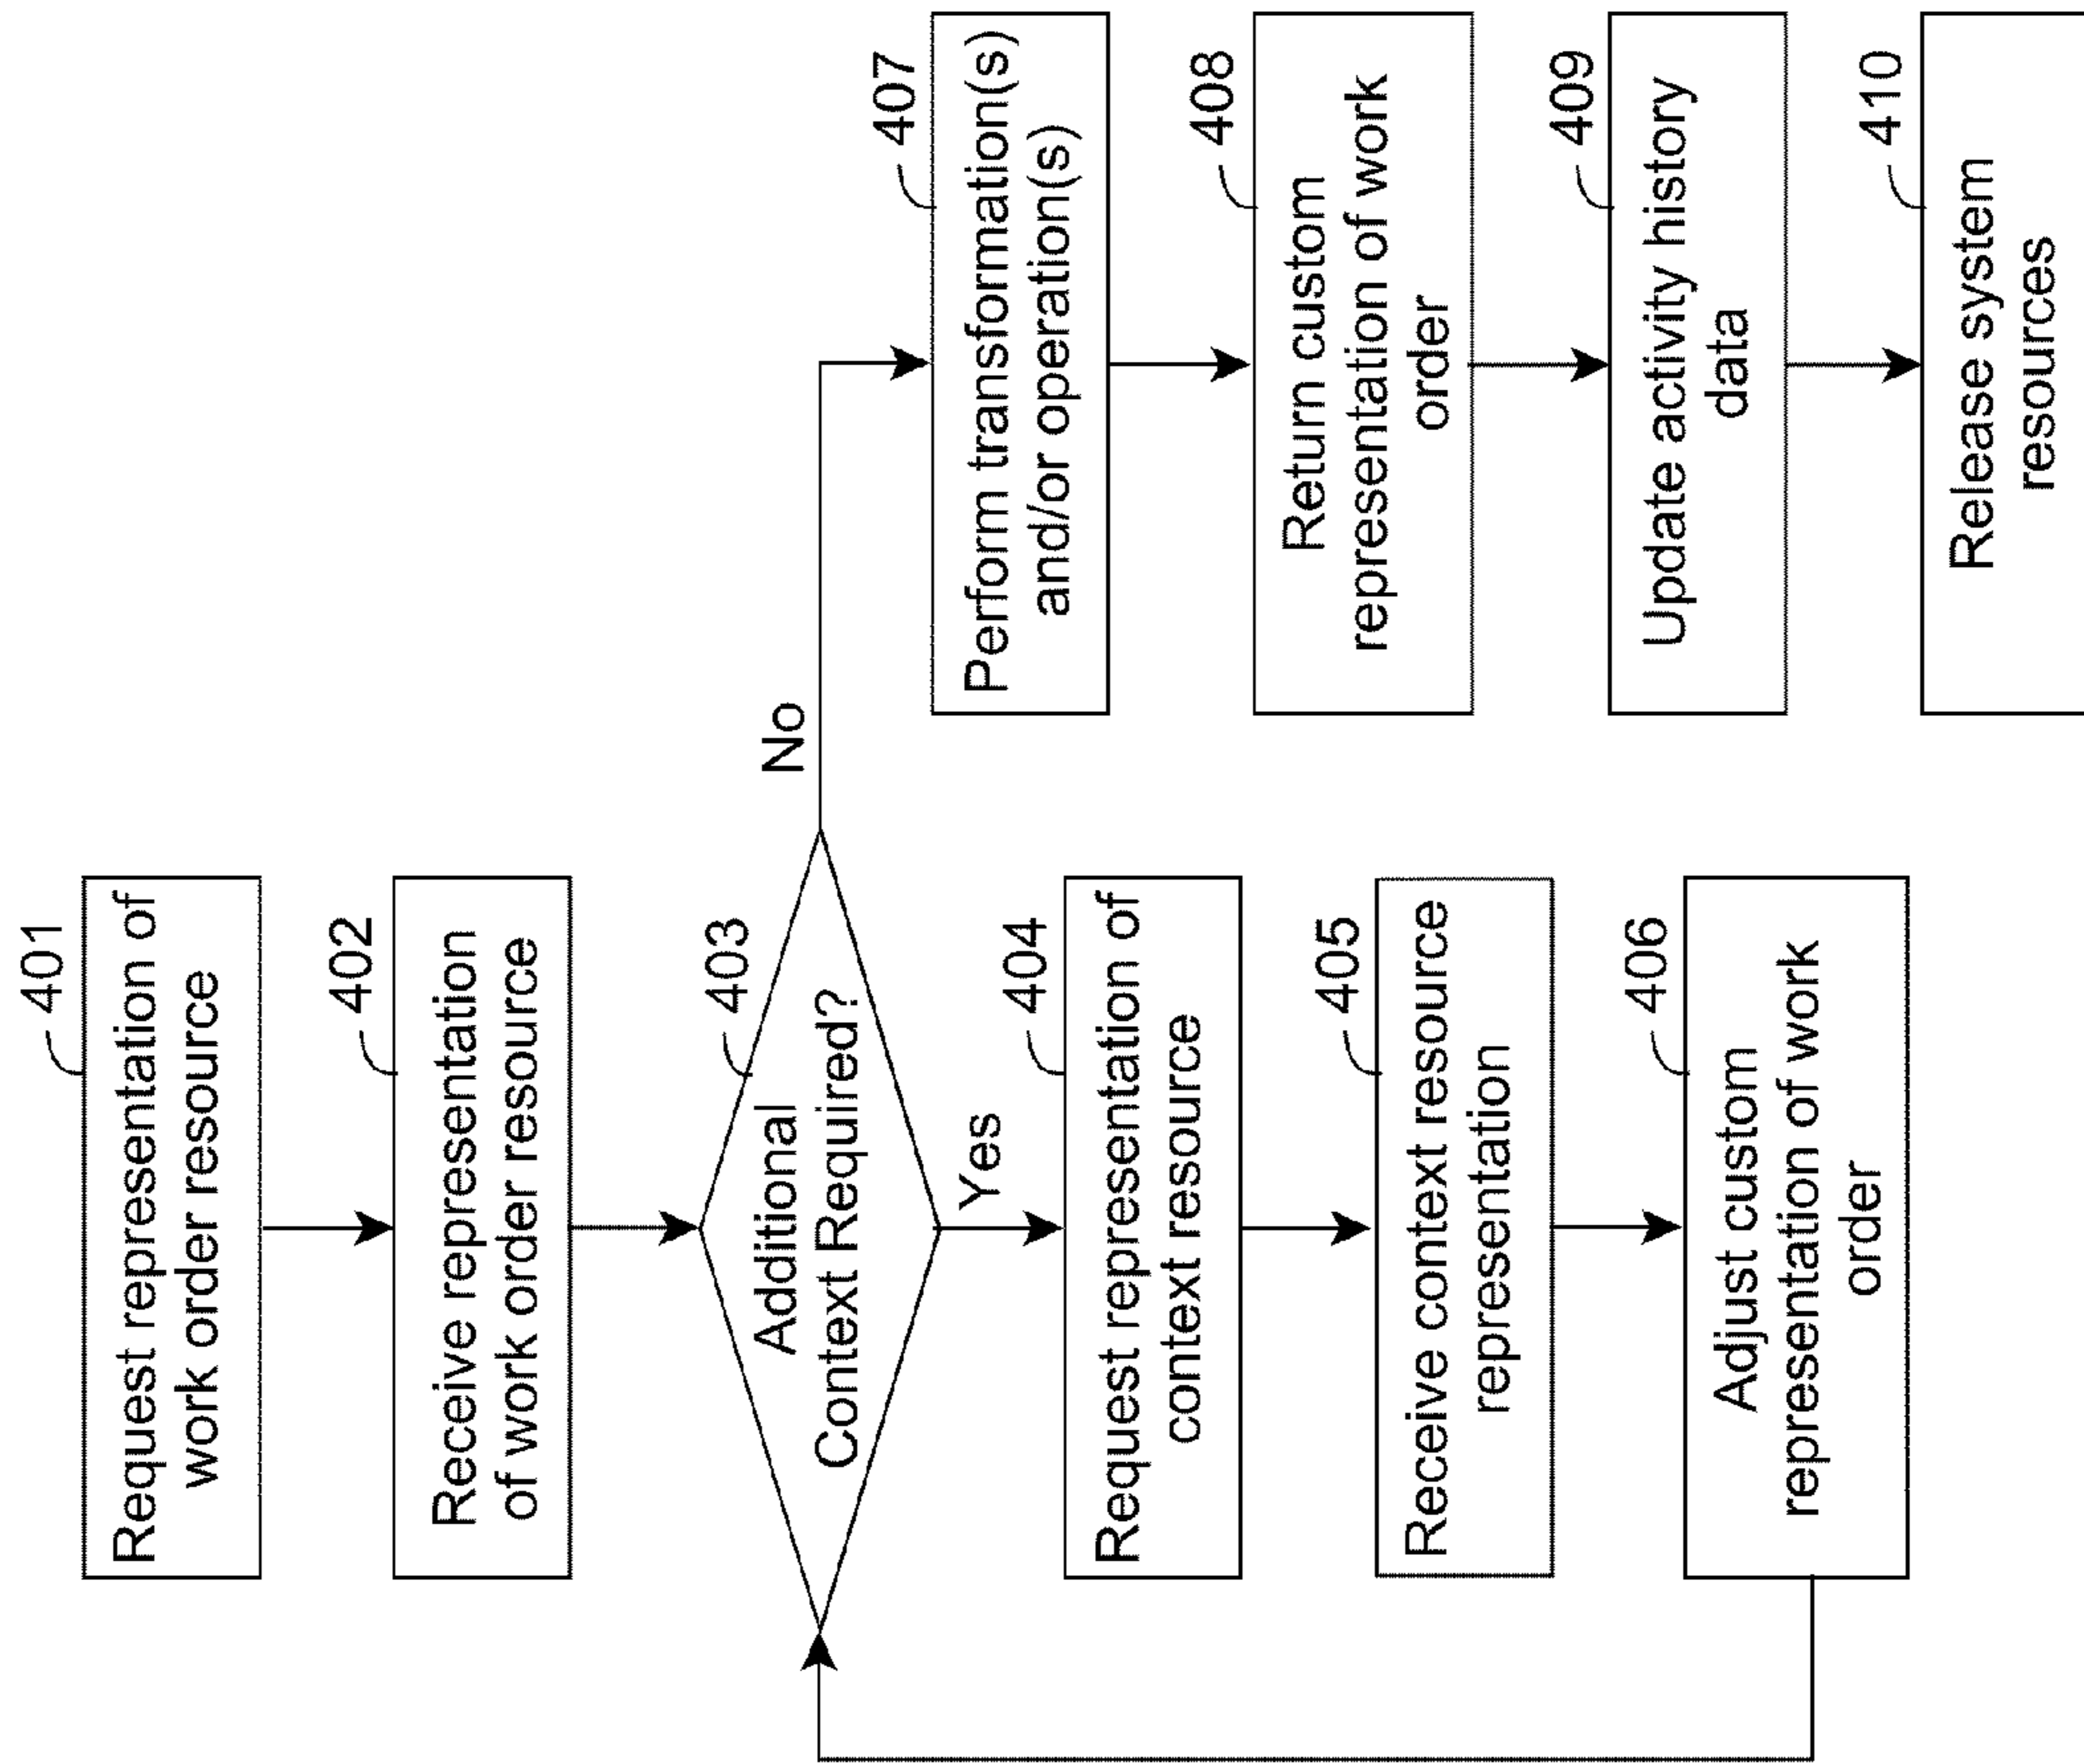 401
Request representation of
work order resource
402
Receive representation
of work order resource
403
Additional
Context Required?
Yes
No
404
Request representation of
context resource
405
Receive context resource
representation
406
Adjust custom
representation of work
order
407
Perform transformation(s)
and/or operation(s)
408
Return custom
representation of work
order
409
Update activity history
data
410
Release system
resources